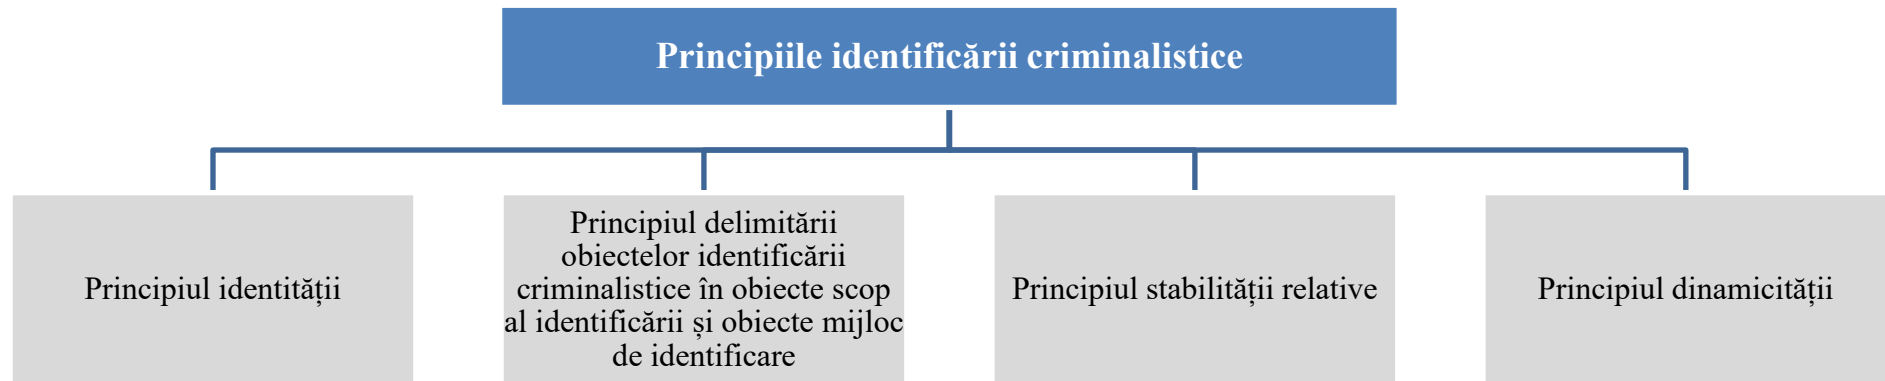 Principiile identificării criminalistice
Principiul identității
Principiul delimitării
obiectelor identificării
criminalistice în obiecte scop
al identificării și obiecte mijloc
de identificare
Principiul stabilității relative
Principiul dinamicității